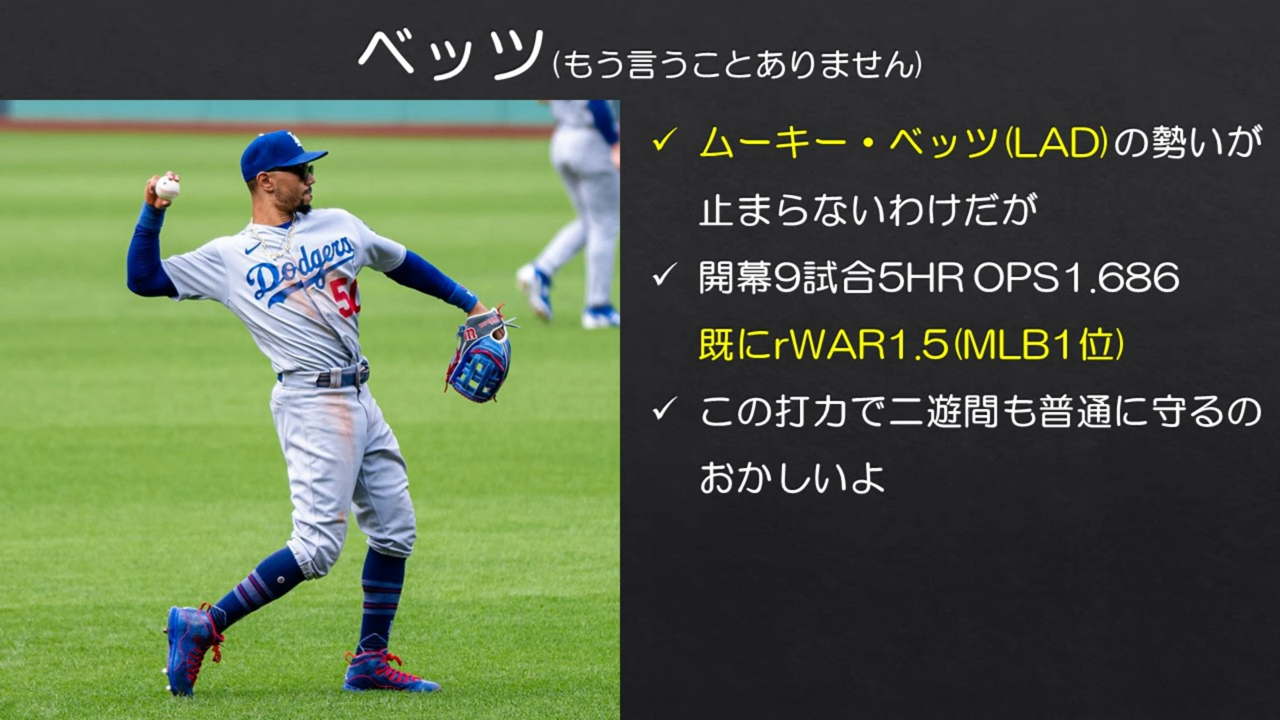 ベッツ(もう言うことありません)
ムーキー・ベッツ(LAD)の勢いが
止まらないわけだが
開幕9試合5HR OPS1.686
既にrWAR1.5(MLB1位)
この打力で二遊間も普通に守るの
おかしいよ
Dodgers
50